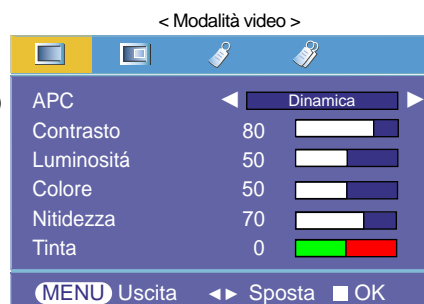 < Modalità video >
APC ◄ Dinamica ►
Contrasto 80
Luminositá 50
Colore 50
Nitidezza 70
Tinta 0
MENU Uscita ◄► Sposta ■ OK